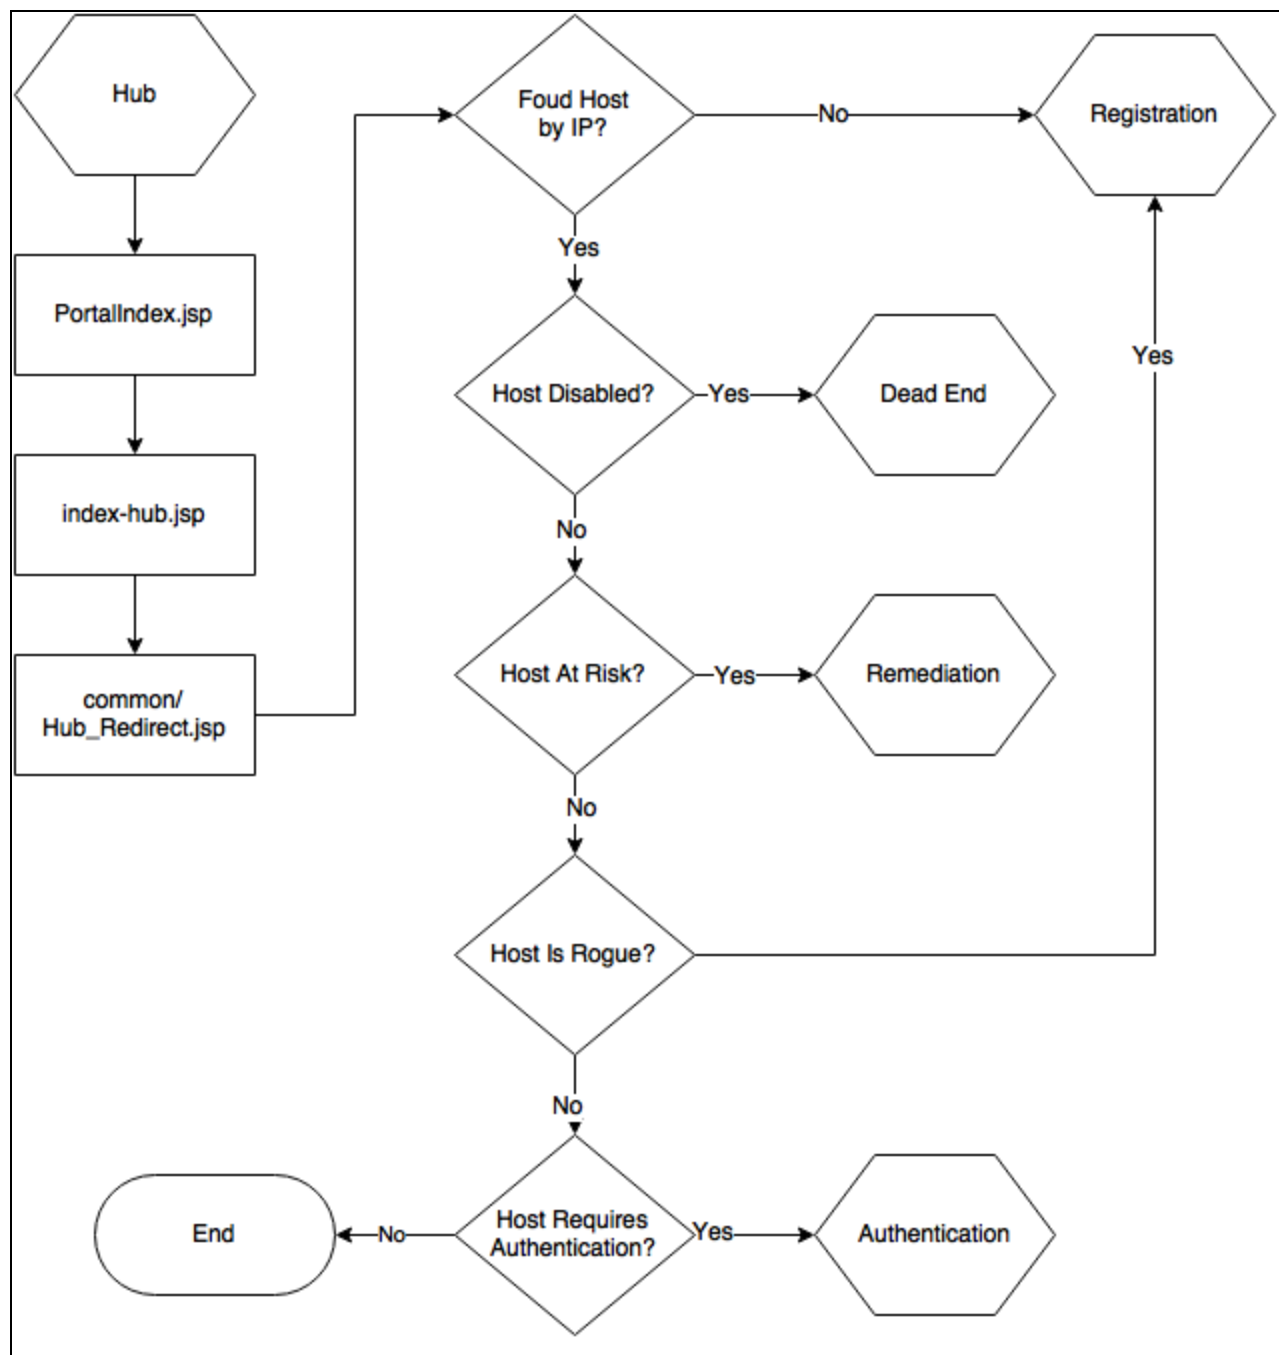 Hub
PortalIndex.jsp
index-hub.jsp
common/
Hub_Redirect.jsp
Foud Host
by IP?
No
Registration
Yes
Host Disabled?
Yes
Dead End
Yes
No
Host At Risk?
Yes
Remediation
No
Host Is Rogue?
No
Host Requires
Authentication?
No
End
Yes
Authentication